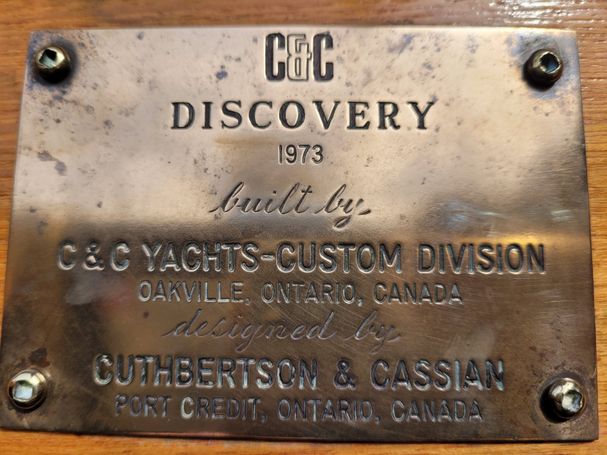 C&C
DISCOVERY
1973
built by
C & C YACHTS-CUSTOM DIVISION
OAKVILLE, ONTARIO, CANADA
designed by
CUTHBERTSON & CASSIAN
PORT CREDIT, ONTARIO, CANADA